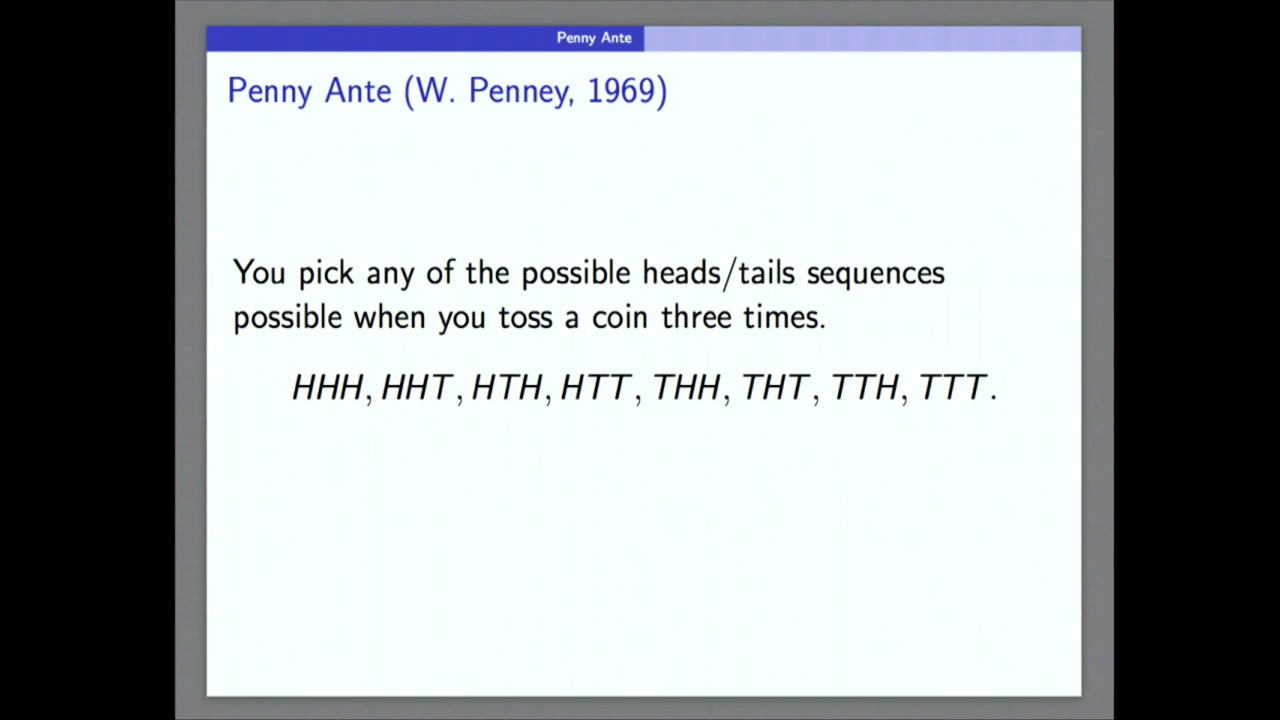 Penny Ante
Penny Ante (W. Penney, 1969)
You pick any of the possible heads/tails sequences
possible when you toss a coin three times.
HHH, HHT, HTH, HTT, THH, THT, TTH, TTT.